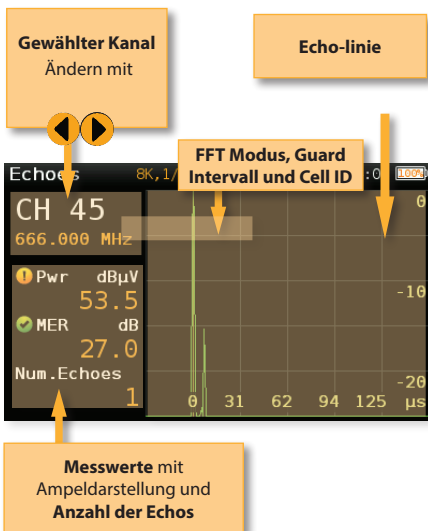 Gewählter Kanal
Ändern mit
Echo-linie
FFT Modus, Guard
Intervall und Cell ID
Echoes 8K,1/ :0 100%
CH 45
666.000 MHz
Pwr dBµV
53.5
MER dB
27.0
Num.Echoes
1
0
-10
-20
0 31 62 94 125 µs
Messwerte mit
Ampeldarstellung und
Anzahl der Echos